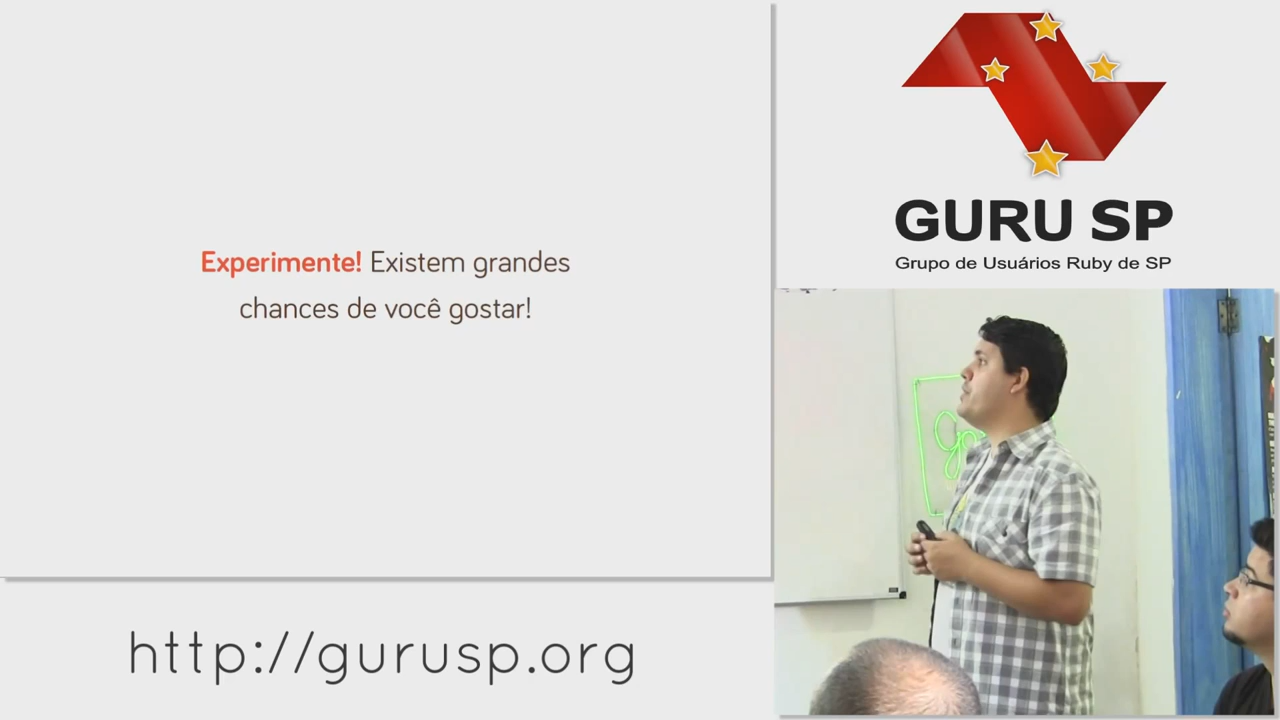 Experimente! Existem grandes
chances de você gostar!
GURU SP
Grupo de Usuários Ruby de SP
http://gurusp.org